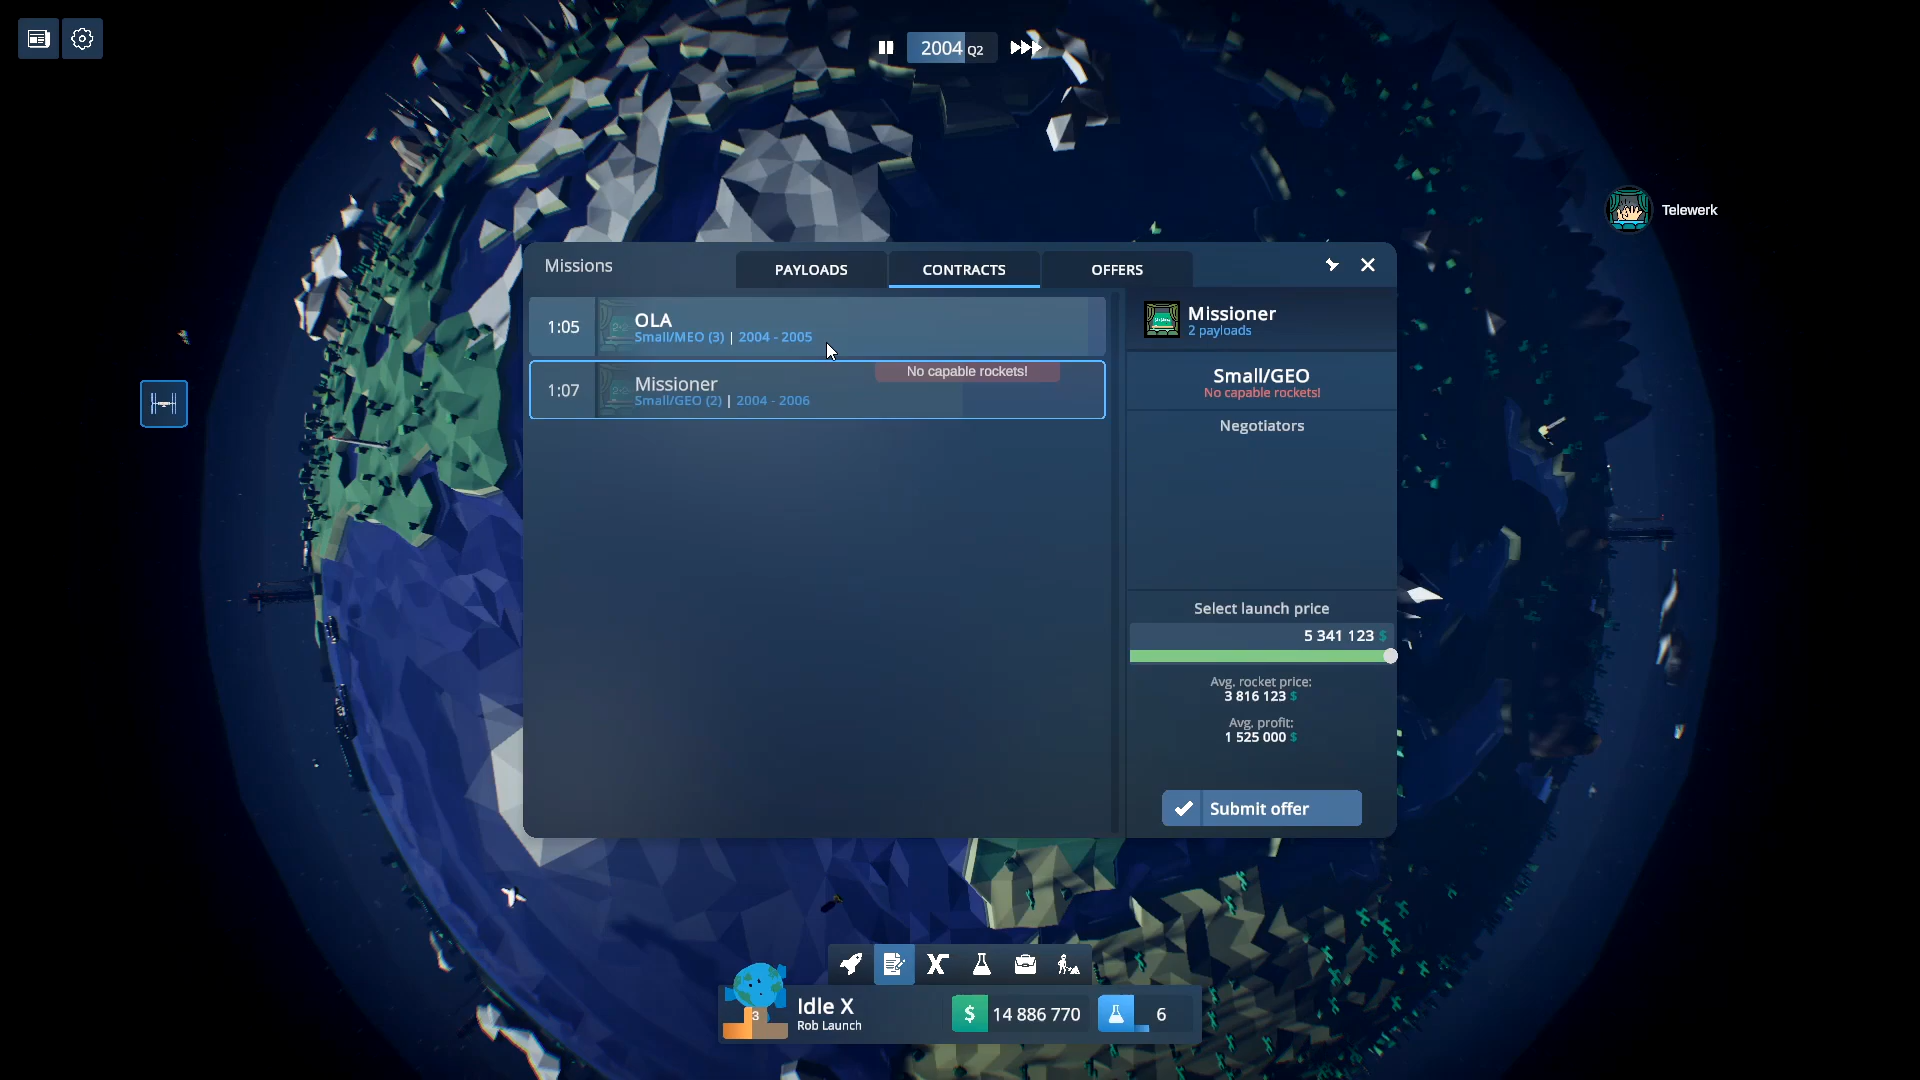 2004 Q2
Telewerk
Missions
PAYLOADS
CONTRACTS
OFFERS
1:05
OLA
Small/MEO (3) | 2004 - 2005
1:07
Missioner
Small/GEO (2) | 2004 - 2006
No capable rockets!
Missioner
2 payloads
Small/GEO
No capable rockets!
Negotiators
Select launch price
5 341 123 $
Avg. rocket price:
3 816 123 $
Avg. profit:
1 525 000 $
Submit offer
3
Idle X
Rob Launch
$ 14 886 770
6